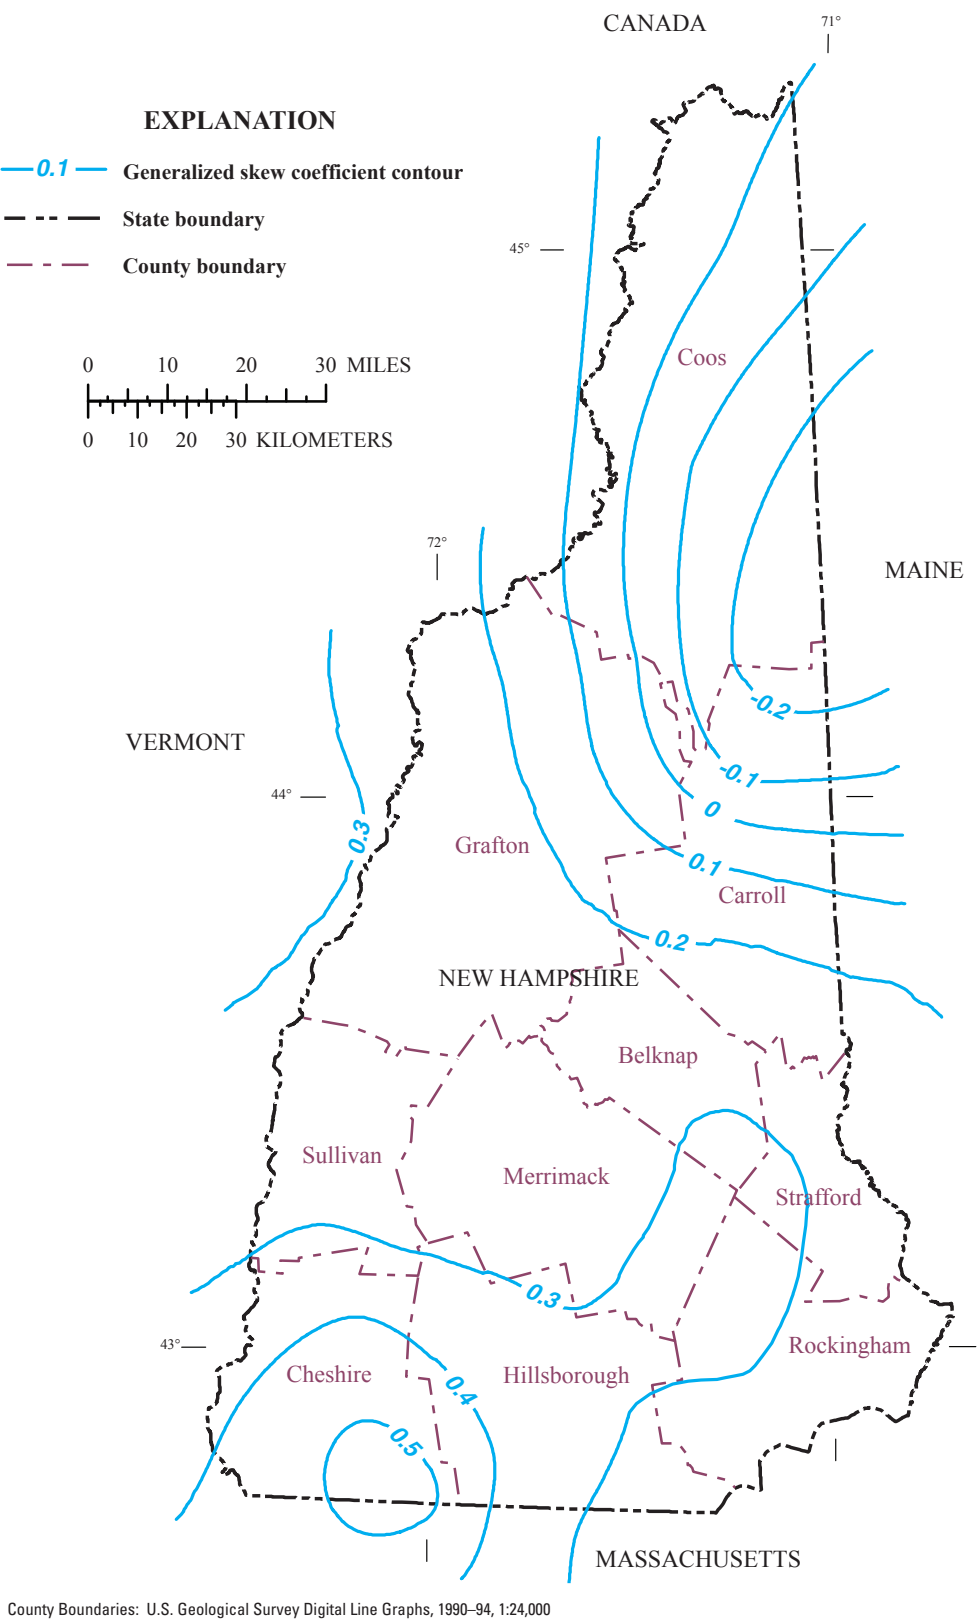 CANADA
71°
EXPLANATION
0.1 Generalized skew coefficient contour
State boundary
County boundary
45°
0 10 20 30 MILES
0 10 20 30 KILOMETERS
Coos
72°
MAINE
-0.2
VERMONT
-0.1
44°
0
0.3
Grafton
0.1
Carroll
0.2
NEW HAMPSHIRE
Belknap
Sullivan
Merrimack
Strafford
0.3
43°
Rockingham
Cheshire
Hillsborough
0.4
0.5
MASSACHUSETTS
County Boundaries: U.S. Geological Survey Digital Line Graphs, 1990–94, 1:24,000